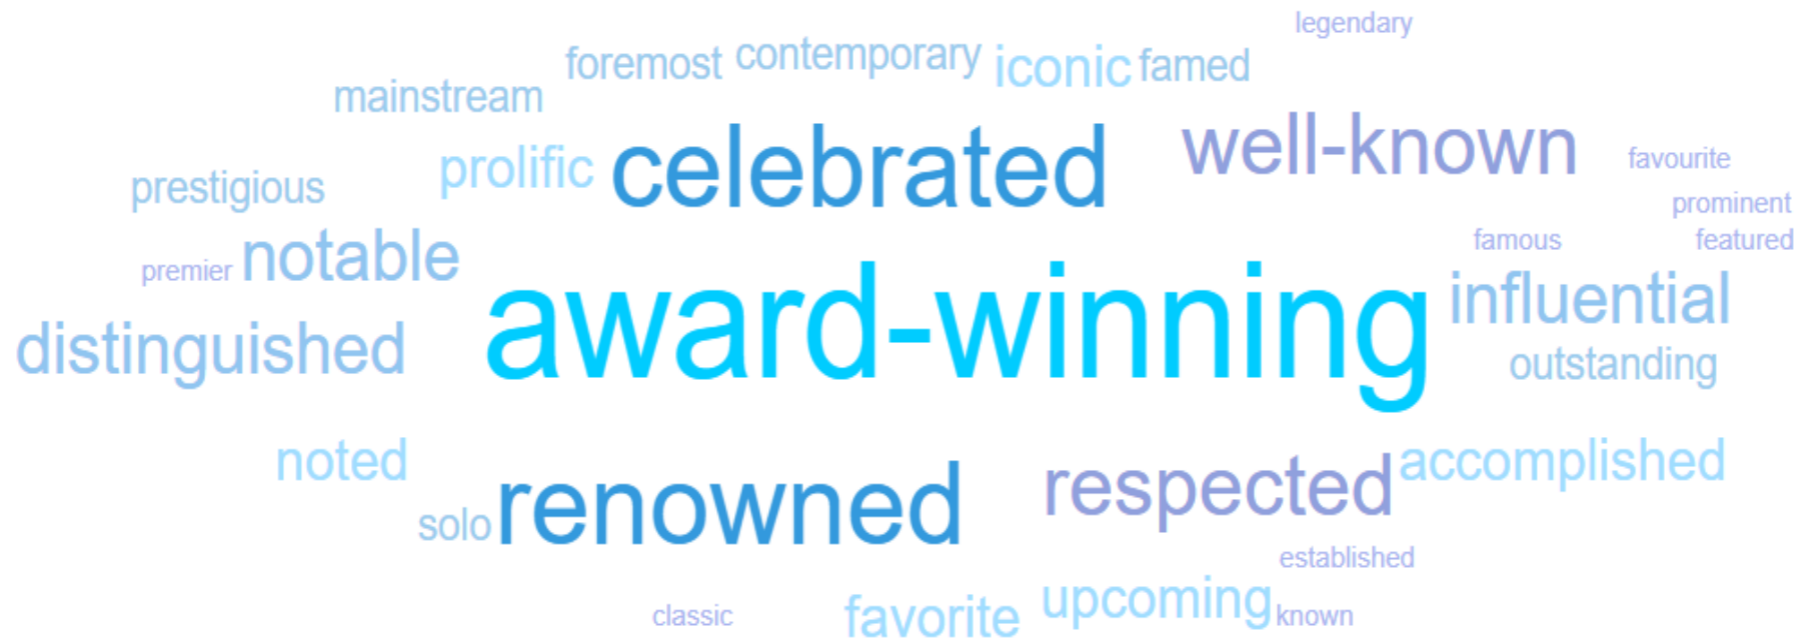 legendary
foremost contemporary iconic famed
mainstream
celebrated well-known
prolific favourite
prestigious
prominent
notable famous featured
premier
award-winning influential
distinguished outstanding
noted accomplished
renowned respected
solo
established
upcoming
classic favorite known